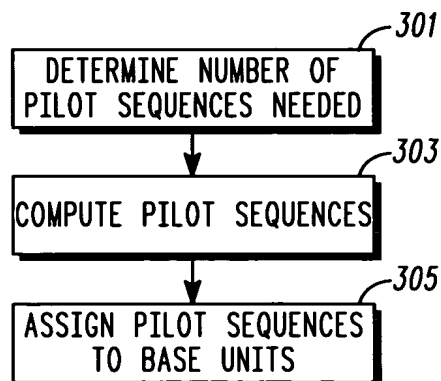 301
DETERMINE NUMBER OF
PILOT SEQUENCES NEEDED
303
COMPUTE PILOT SEQUENCES
305
ASSIGN PILOT SEQUENCES
TO BASE UNITS